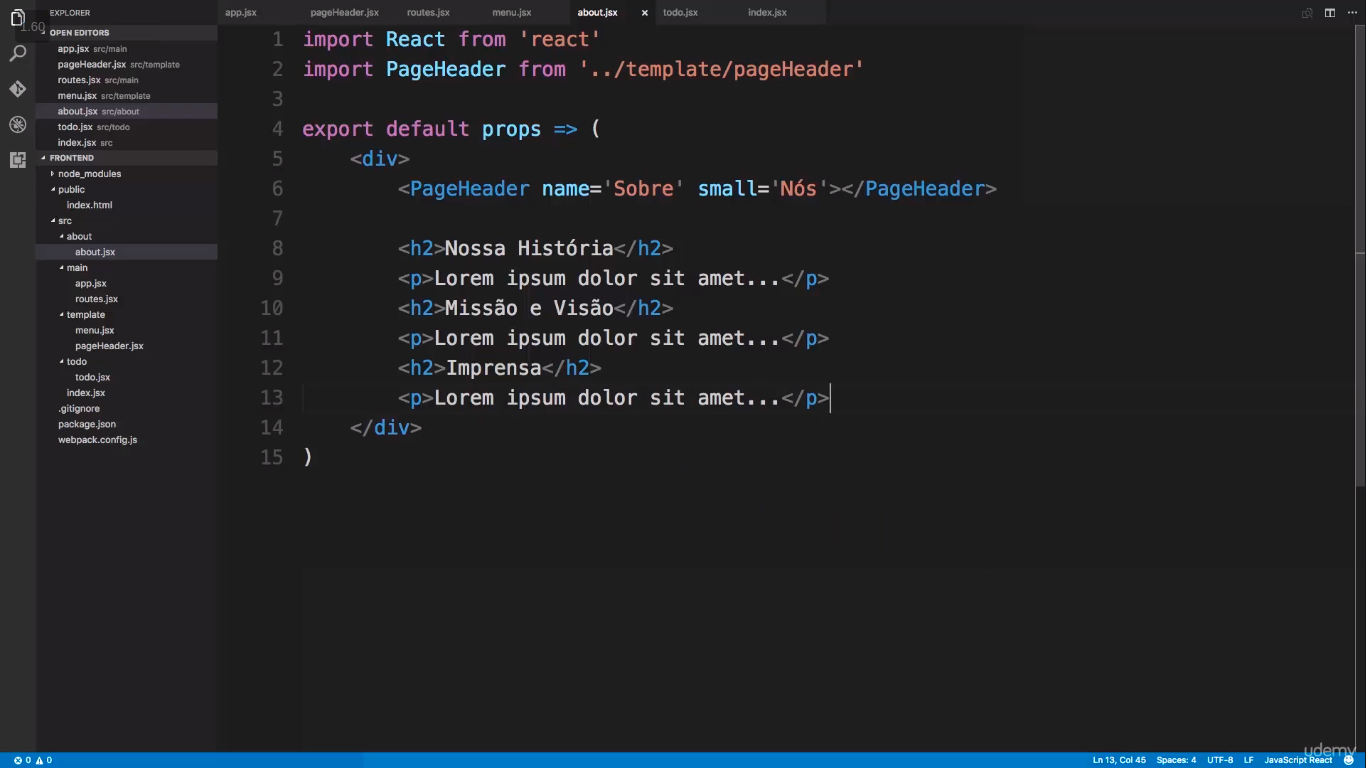 EXPLORER
1.60
OPEN EDITORS
app.jsx src/main
pageHeader.jsx src/template
routes.jsx src/main
menu.jsx src/template
about.jsx src/about
todo.jsx src/todo
index.jsx src
FRONTEND
node_modules
public
index.html
src
about
about.jsx
main
app.jsx
routes.jsx
template
menu.jsx
pageHeader.jsx
todo
todo.jsx
index.jsx
.gitignore
package.json
webpack.config.js
app.jsx pageHeader.jsx routes.jsx menu.jsx about.jsx × todo.jsx index.jsx
1 import React from 'react'
2 import PageHeader from '../template/pageHeader'
3
4 export default props => (
5 <div>
6 <PageHeader name='Sobre' small='Nós'></PageHeader>
7
8 <h2>Nossa História</h2>
9 <p>Lorem ipsum dolor sit amet...</p>
10 <h2>Missão e Visão</h2>
11 <p>Lorem ipsum dolor sit amet...</p>
12 <h2>Imprensa</h2>
13 <p>Lorem ipsum dolor sit amet...</p>
14 </div>
15 )
udemy
0 0 Ln 13, Col 45 Spaces: 4 UTF-8 LF JavaScript React